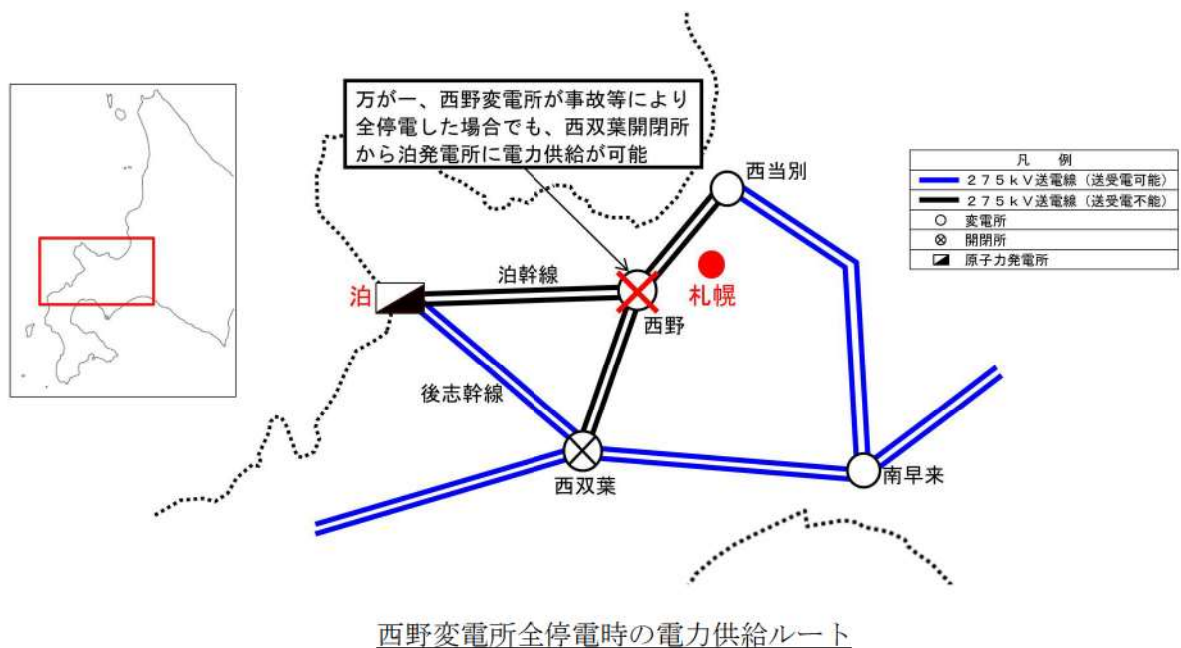 万が一、西野変電所が事故等により
全停電した場合でも、西双葉開閉所
から泊発電所に電力供給が可能
西当別
凡 例
２７５ｋＶ送電線（送受電可能）
２７５ｋＶ送電線（送受電不能）
変電所
開閉所
原子力発電所
泊幹線
泊
札幌
西野
後志幹線
西双葉
南早来
西野変電所全停電時の電力供給ルート